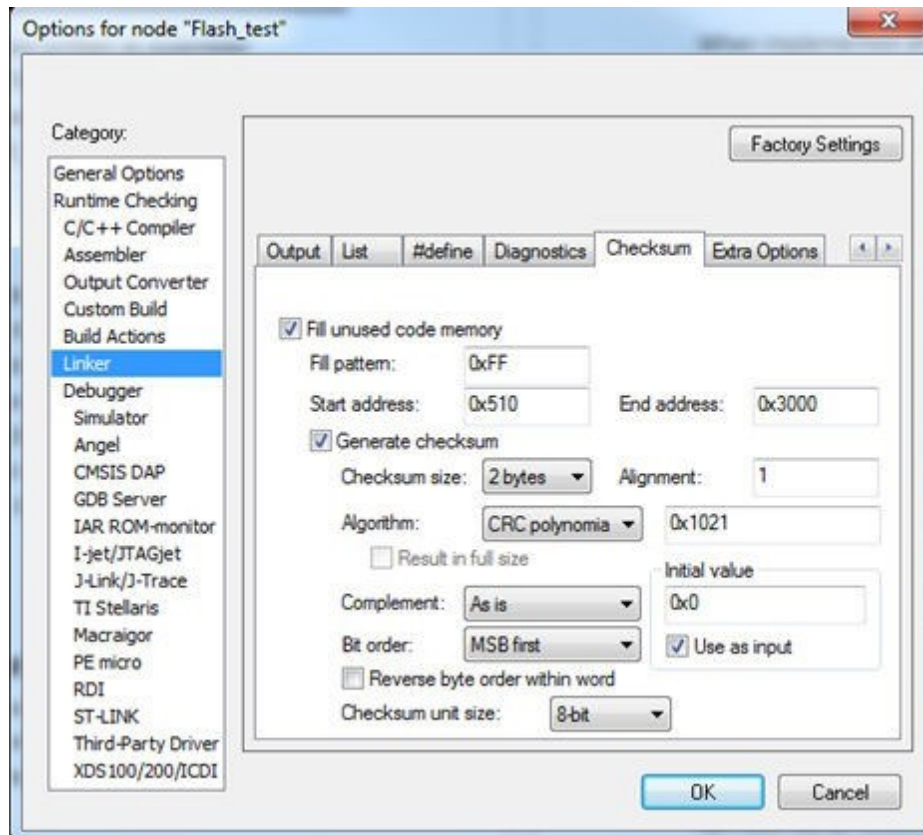 Options for node "Flash_test"
Category:
Factory Settings
General Options
Runtime Checking
C/C++ Compiler
Assembler
Output Converter
Custom Build
Build Actions
Linker
Debugger
Simulator
Angel
CMSIS DAP
GDB Server
IAR ROM-monitor
I-jet/JTAGjet
J-Link/J-Trace
TI Stellaris
Macraigor
PE micro
RDI
ST-LINK
Third-Party Driver
XDS100/200/ICDI
Output List #define Diagnostics Checksum Extra Options
Fill unused code memory
Fill pattern: 0xFF
Start address: 0x510 End address: 0x3000
Generate checksum
Checksum size: 2 bytes Alignment: 1
Algorithm: CRC polynomia 0x1021
Result in full size
Initial value
Complement: As is 0x0
Bit order: MSB first Use as input
Reverse byte order within word
Checksum unit size: 8-bit
OK Cancel